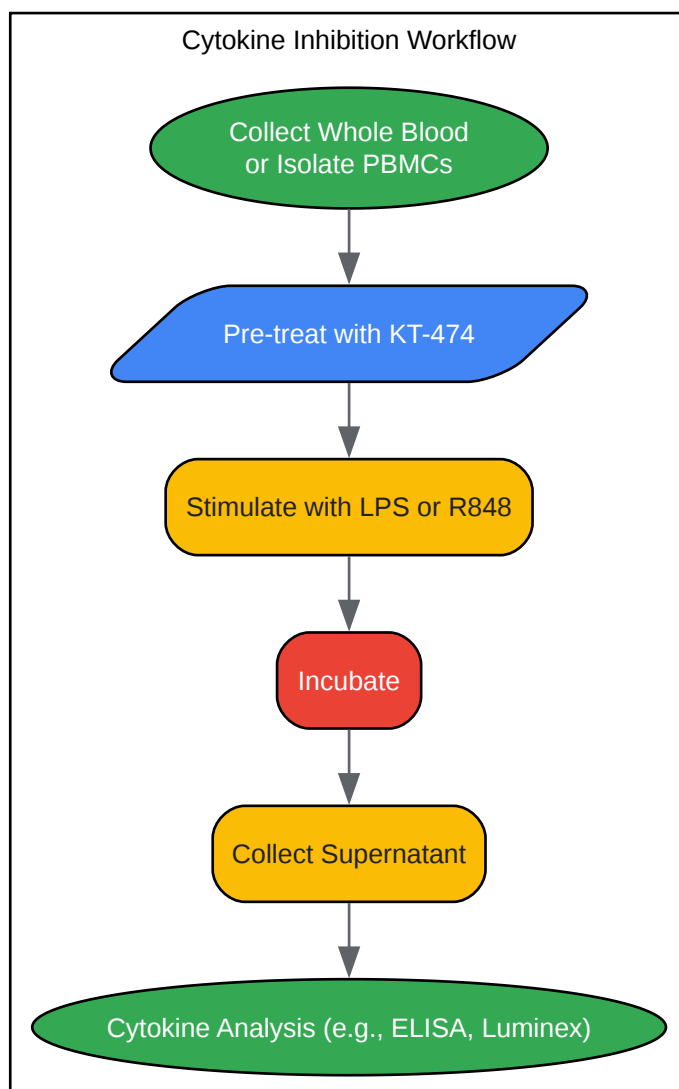 Cytokine Inhibition Workflow
Collect Whole Blood
or Isolate PBMCs
Pre-treat with KT-474
Stimulate with LPS or R848
Incubate
Collect Supernatant
Cytokine Analysis (e.g., ELISA, Luminex)